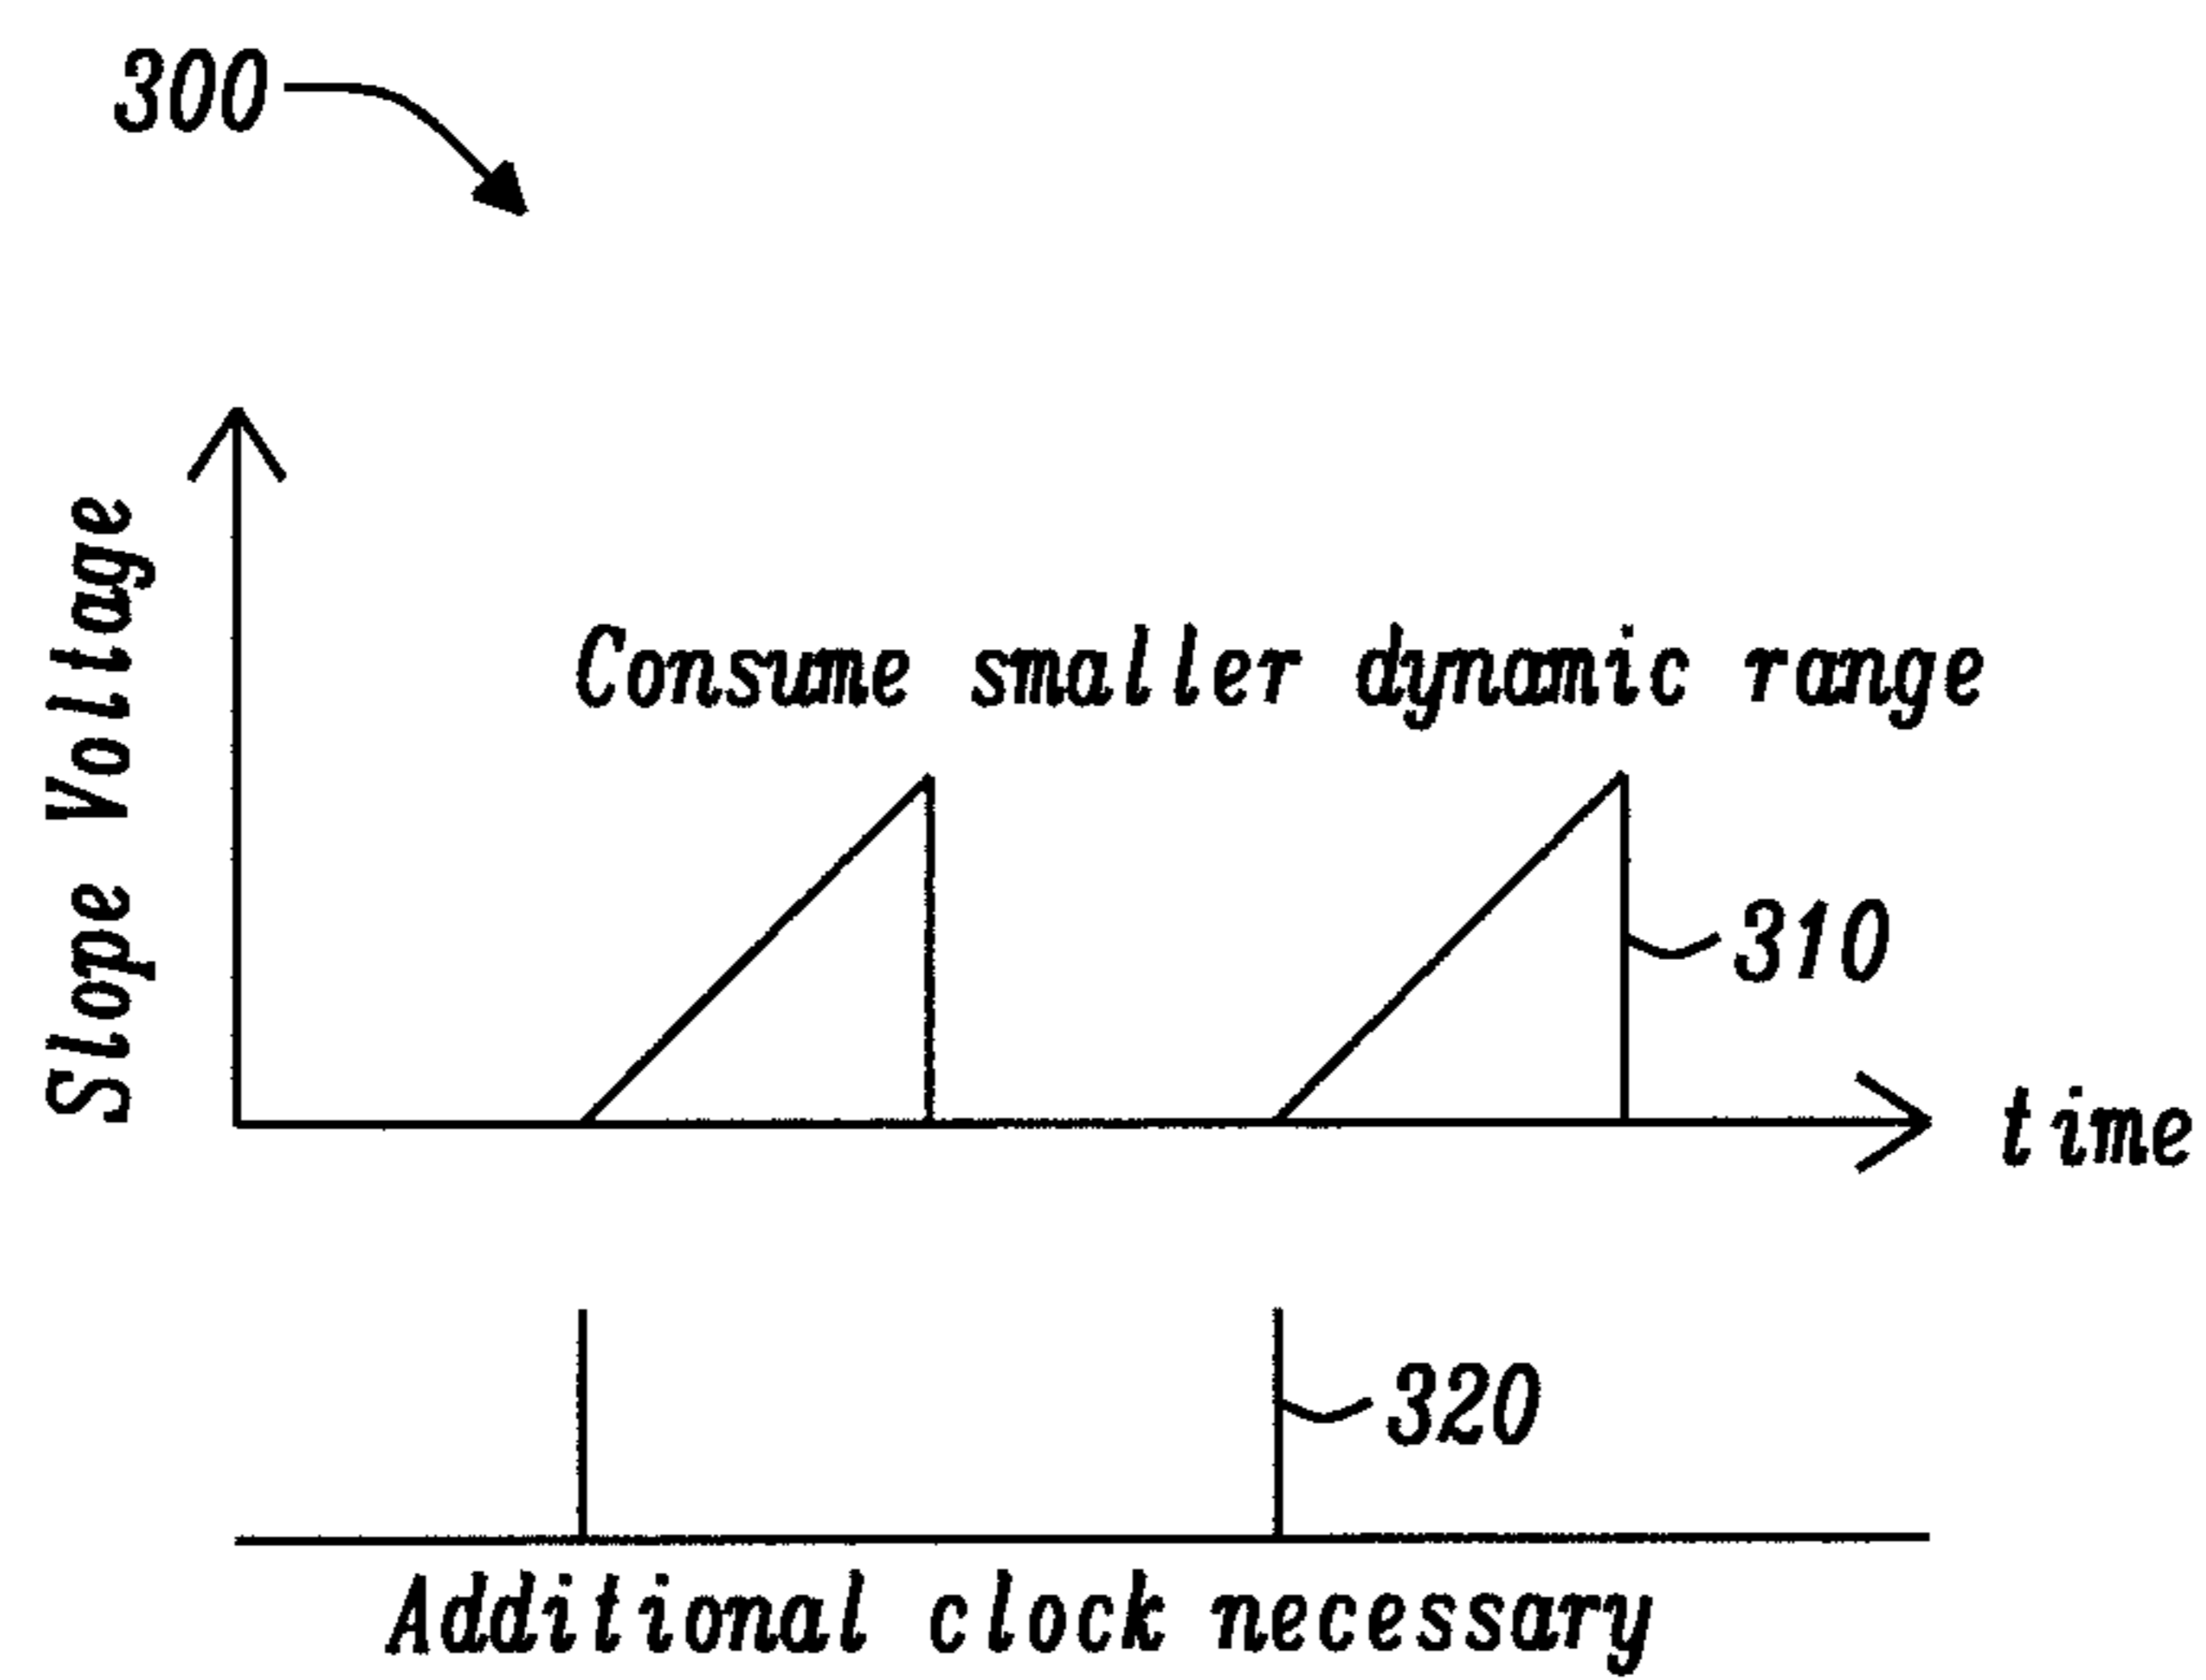 300
Slope Voltage
Consume smaller dynamic range
310
time
320
Additional clock necessary